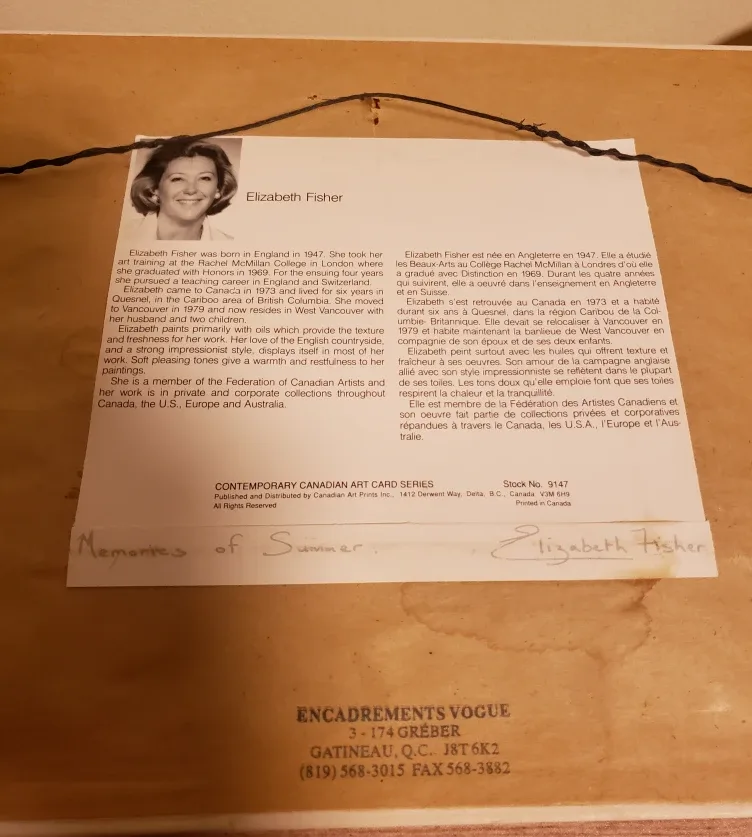 Elizabeth Fisher
Elizabeth Fisher was born in England in 1947. She took her
art training at the Rachel McMillan College in London where
she graduated with Honors in 1969. For the ensuing four years
she pursued a teaching career in England and Switzerland.
Elizabeth came to Canada in 1973 and lived for six years in
Quesnel, in the Cariboo area of British Columbia. She moved
to Vancouver in 1979 and now resides in West Vancouver with
her husband and two children.
Elizabeth paints primarily with oils which provide the texture
and freshness for her work. Her love of the English countryside,
and a strong impressionist style, displays itself in most of her
work. Soft pleasing tones give a warmth and restfulness to her
paintings.
She is a member of the Federation of Canadian Artists and
her work is in private and corporate collections throughout
Canada, the U.S., Europe and Australia.
Elizabeth Fisher est née en Angleterre en 1947. Elle a étudié
les Beaux-Arts au Collège Rachel McMillan à Londres d'où elle
a gradué avec Distinction en 1969. Durant les quatre années
qui suivirent, elle a oeuvré dans l'enseignement en Angleterre
et en Suisse.
Elizabeth s'est retrouvée au Canada en 1973 et a habité
durant six ans à Quesnel, dans la région Caribou de la Col-
umbie- Britannique. Elle devait se relocaliser à Vancouver en
1979 et habite maintenant la banlieue de West Vancouver en
compagnie de son époux et de ses deux enfants.
Elizabeth peint surtout avec les huiles qui offrent texture et
fraîcheur à ses oeuvres. Son amour de la campagne anglaise
allié avec son style impressionniste se reflètent dans le plupart
de ses toiles. Les tons doux qu'elle emploie font que ses toiles
respirent la chaleur et la tranquillité.
Elle est membre de la Fédération des Artistes Canadiens et
son oeuvre fait partie de collections privées et corporatives
répandues à travers le Canada, les U.S.A., l'Europe et l'Aus-
tralie.
CONTEMPORARY CANADIAN ART CARD SERIES Stock No. 9147
Published and Distributed by Canadian Art Prints Inc., 1412 Derwent Way, Delta, B.C., Canada V3M 6H9
All Rights Reserved Printed in Canada
Memories of Summer. Elizabeth Fisher
ENCADREMENTS VOGUE
3 - 174 GRÉBER
GATINEAU, Q.C. J8T 6K2
(819) 568-3015 FAX 568-3882